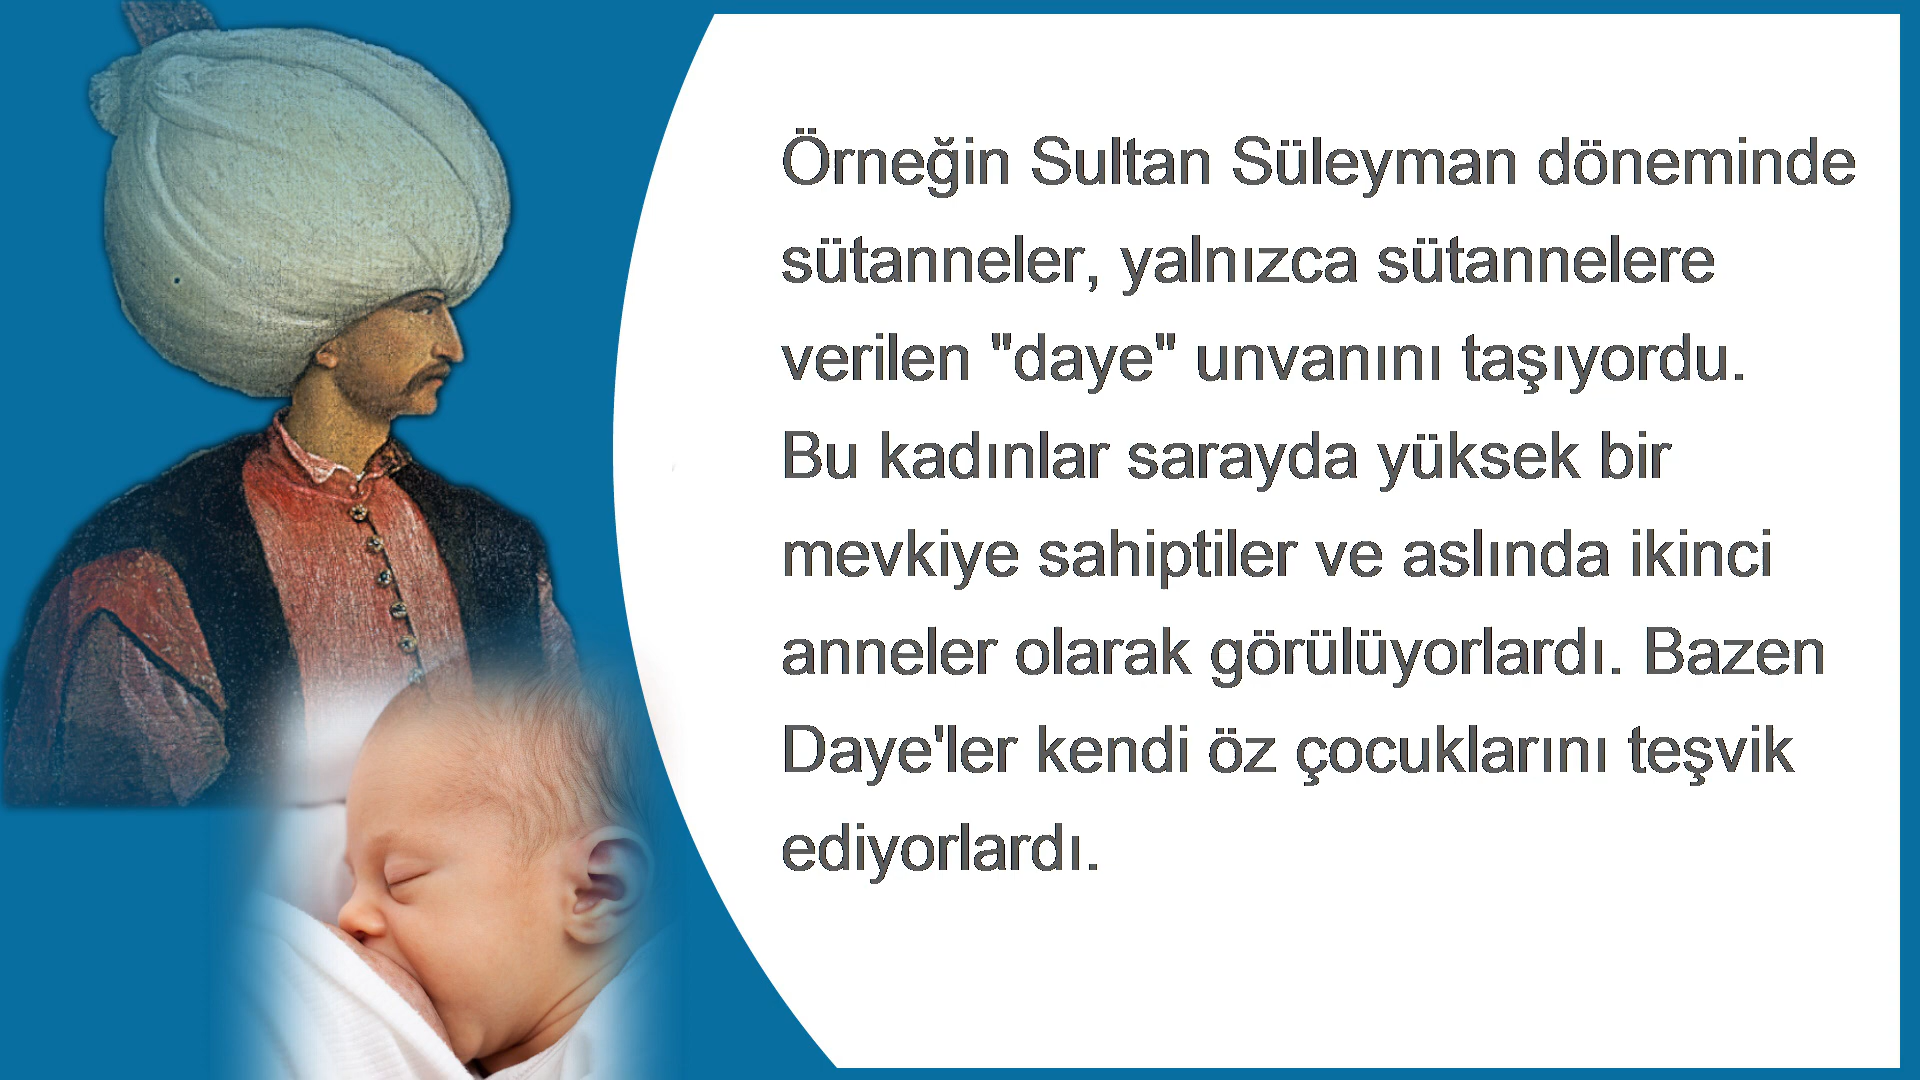 Örneğin Sultan Süleyman döneminde
sütanneler, yalnızca sütannelere
verilen "daye" unvanını taşıyordu.
Bu kadınlar sarayda yüksek bir
mevkiye sahiptiler ve aslında ikinci
anneler olarak görülüyorlardı. Bazen
Daye'ler kendi öz çocuklarını teşvik
ediyorlardı.